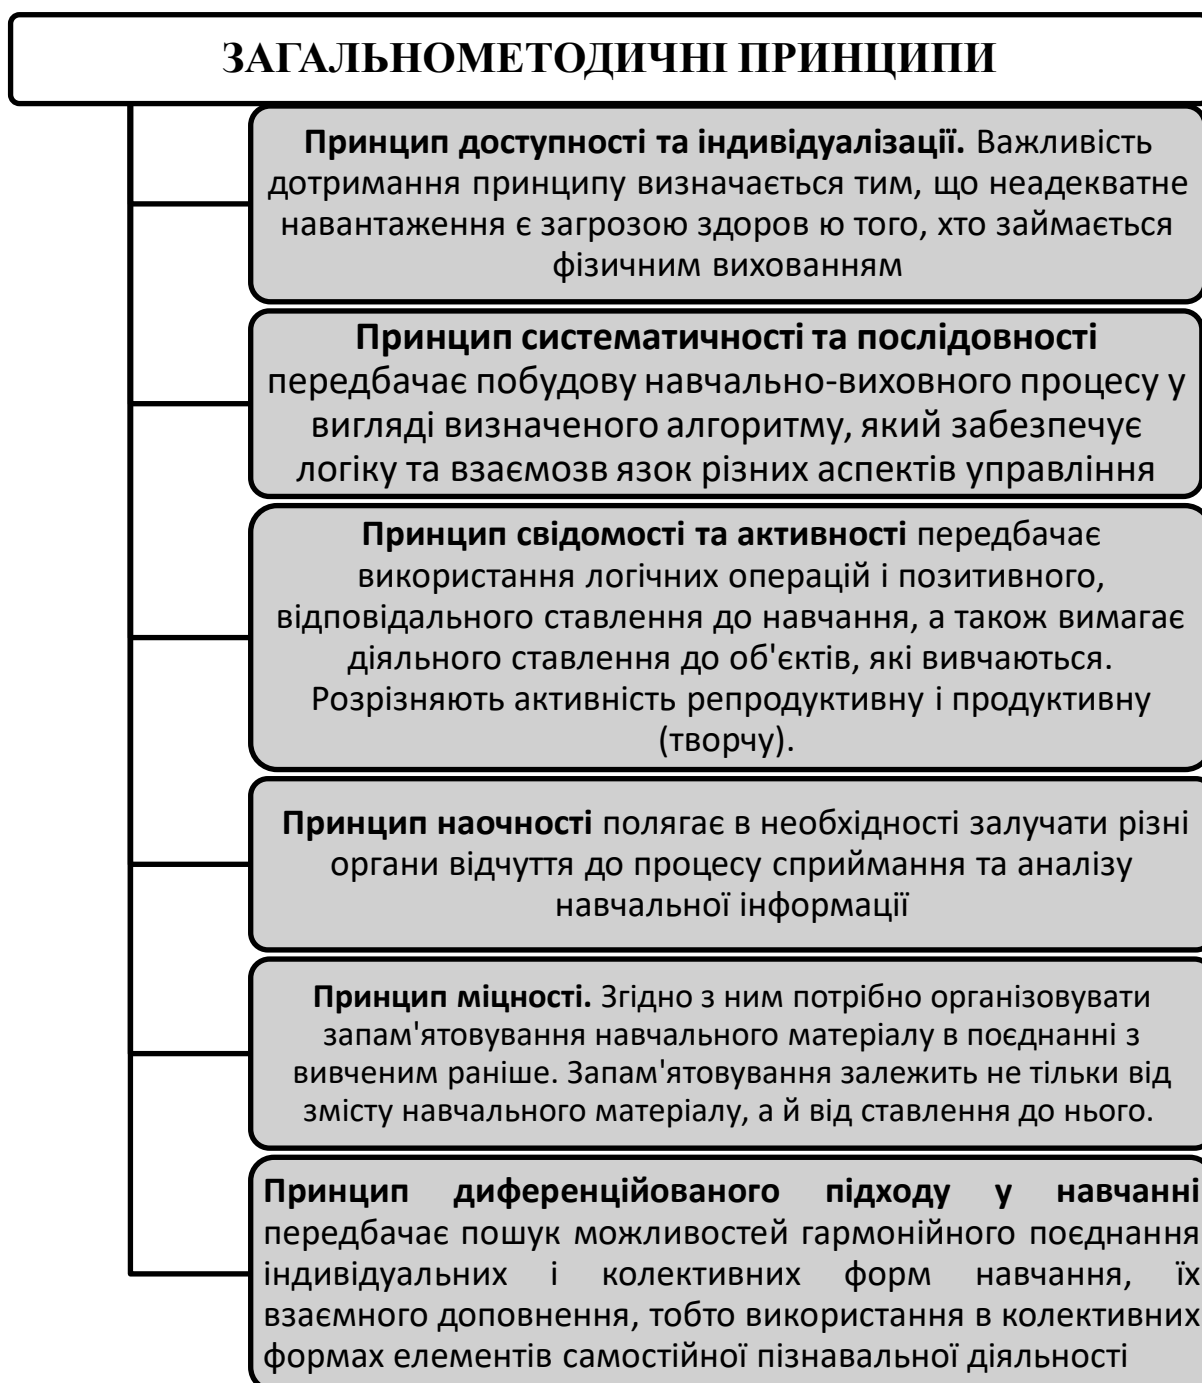 ЗАГАЛЬНОМЕТОДИЧНІ ПРИНЦИПИ
Принцип доступності та індивідуалізації. Важливість
дотримання принципу визначається тим, що неадекватне
навантаження є загрозою здоров ю того, хто займається
фізичним вихованням
Принцип систематичності та послідовності
передбачає побудову навчально-виховного процесу у
вигляді визначеного алгоритму, який забезпечує
логіку та взаємозв язок різних аспектів управління
Принцип свідомості та активності передбачає
використання логічних операцій і позитивного,
відповідального ставлення до навчання, а також вимагає
діяльного ставлення до об'єктів, які вивчаються.
Розрізняють активність репродуктивну і продуктивну
(творчу).
Принцип наочності полягає в необхідності залучати різні
органи відчуття до процесу сприймання та аналізу
навчальної інформації
Принцип міцності. Згідно з ним потрібно організовувати
запам'ятовування навчального матеріалу в поєднанні з
вивченим раніше. Запам'ятовування залежить не тільки від
змісту навчального матеріалу, а й від ставлення до нього.
Принцип диференційованого підходу у навчанні
передбачає пошук можливостей гармонійного поєднання
індивідуальних і колективних форм навчання, їх
взаємного доповнення, тобто використання в колективних
формах елементів самостійної пізнавальної діяльності